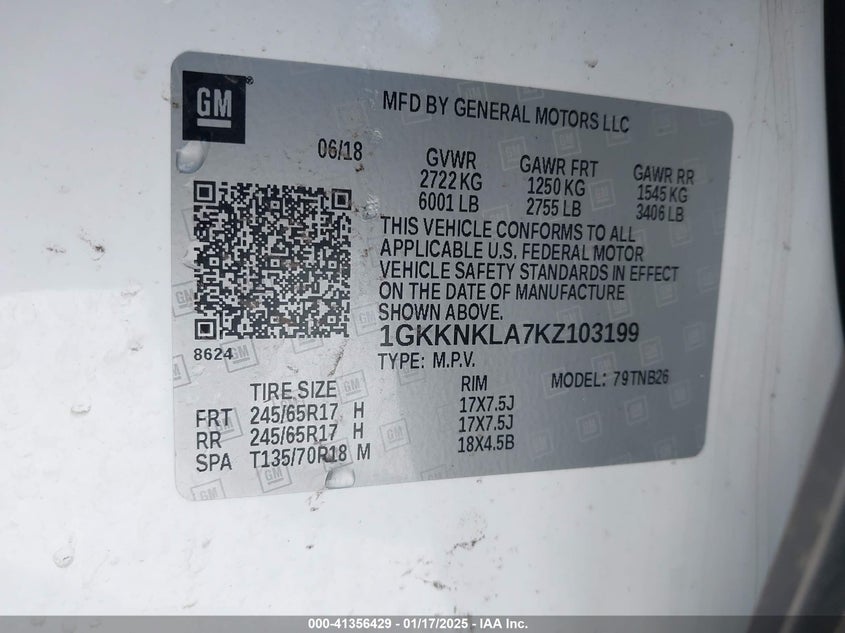 GM
MFD BY GENERAL MOTORS LLC
06/18
GVWR GAWR FRT GAWR RR
2722 KG 1250 KG 1545 KG
6001 LB 2755 LB 3406 LB
THIS VEHICLE CONFORMS TO ALL
APPLICABLE U.S. FEDERAL MOTOR
VEHICLE SAFETY STANDARDS IN EFFECT
ON THE DATE OF MANUFACTURE
SHOWN ABOVE.
8624
1GKKNKLA7KZ103199
TYPE: M.P.V. MODEL: 79TNB26
TIRE SIZE RIM
FRT 245/65R17 H 17X7.5J
RR 245/65R17 H 17X7.5J
SPA T135/70R18 M 18X4.5B
000-41356429 - 01/17/2025 - IAA Inc.